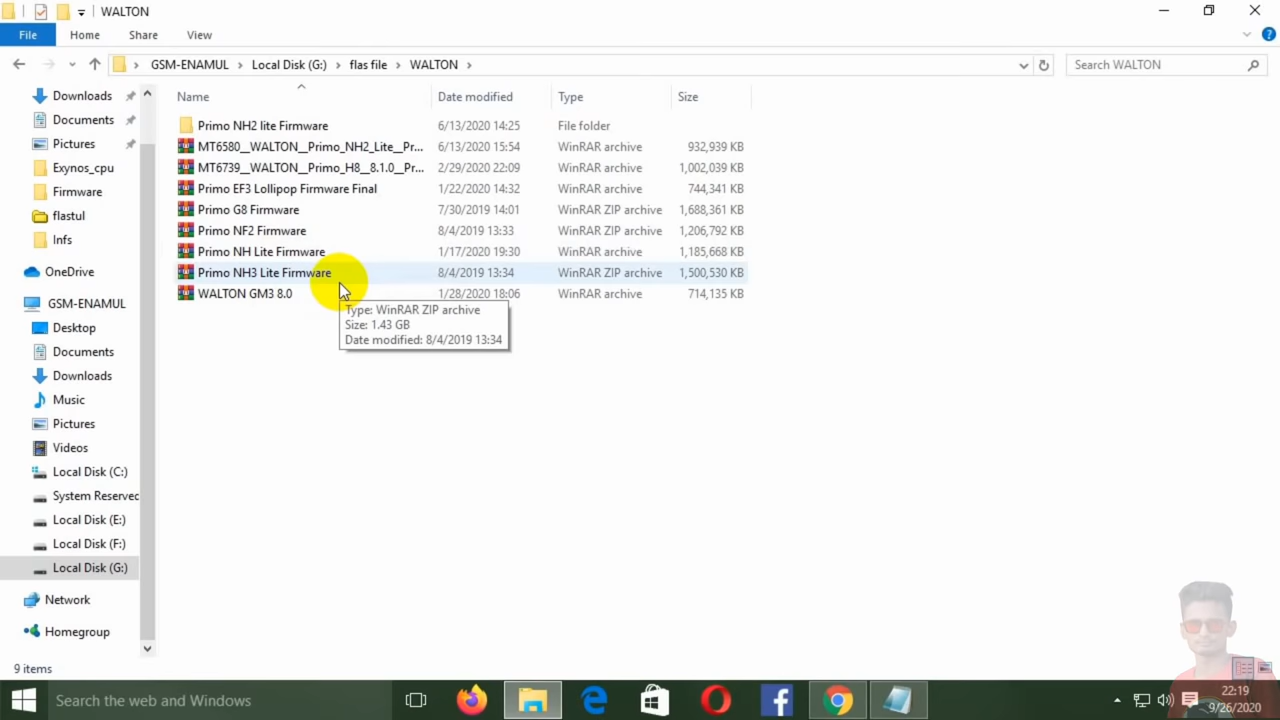 WALTON
File Home Share View
GSM-ENAMUL Local Disk (G:) flas file WALTON Search WALTON
Name Date modified Type Size
Primo NH2 lite Firmware 6/13/2020 14:25 File folder
MT6580__WALTON__Primo_NH2_Lite__Pr... 6/13/2020 15:54 WinRAR archive 932,939 KB
MT6739__WALTON__Primo_H8__8.1.0__Pr... 2/29/2020 22:09 WinRAR archive 1,002,039 KB
Primo EF3 Lollipop Firmware Final 1/22/2020 14:32 WinRAR archive 744,341 KB
Primo G8 Firmware 7/30/2019 14:01 WinRAR ZIP archive 1,688,361 KB
Primo NF2 Firmware 8/4/2019 13:33 WinRAR ZIP archive 1,206,792 KB
Primo NH Lite Firmware 1/17/2020 19:30 WinRAR archive 1,185,668 KB
Primo NH3 Lite Firmware 8/4/2019 13:34 WinRAR ZIP archive 1,500,530 KB
WALTON GM3 8.0 1/28/2020 18:06 WinRAR archive 714,135 KB
Type: WinRAR ZIP archive
Size: 1.43 GB
Date modified: 8/4/2019 13:34
Downloads
Documents
Pictures
Exynos_cpu
Firmware
flastul
Infs
OneDrive
GSM-ENAMUL
Desktop
Documents
Downloads
Music
Pictures
Videos
Local Disk (C:)
System Reserved
Local Disk (E:)
Local Disk (F:)
Local Disk (G:)
Network
Homegroup
9 items
Search the web and Windows
22:19
9/26/2020